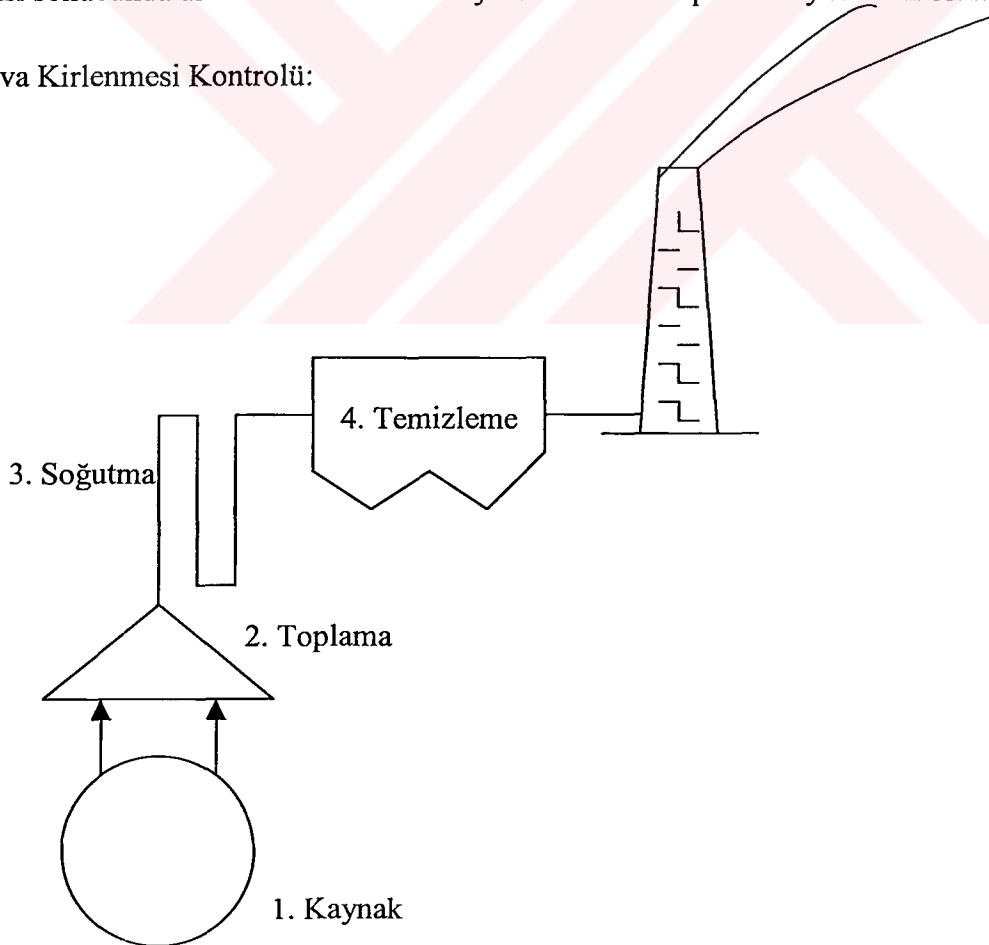 va Kirlenmesi Kontrolü:
4. Temizleme
3. Soğutma
2. Toplama
1. Kaynak